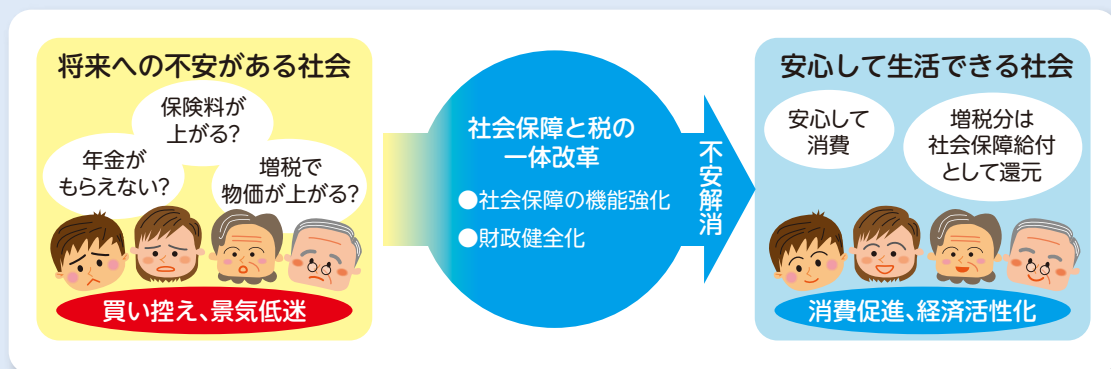 将来への不安がある社会
保険料が
上がる?
年金が
もらえない?
増税で
物価が上がる?
買い控え、景気低迷
社会保障と税の
一体改革
●社会保障の機能強化
●財政健全化
不安解消
安心して生活できる社会
安心して
消費
増税分は
社会保障給付
として還元
消費促進、経済活性化